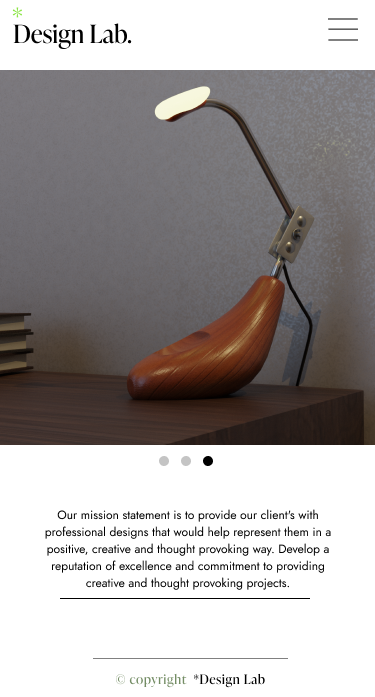 *
Design Lab.
Our mission statement is to provide our client's with
professional designs that would help represent them in a
positive, creative and thought provoking way. Develop a
reputation of excellence and commitment to providing
creative and thought provoking projects.
© copyright *Design Lab